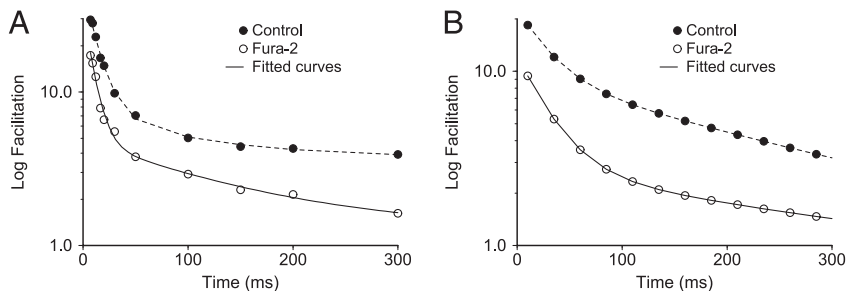 A
Control
Fura-2
Fitted curves
Log Facilitation
10.0
1.0
0
100
200
300
Time (ms)
B
Control
Fura-2
Fitted curves
Log Facilitation
10.0
1.0
0
100
200
300
Time (ms)